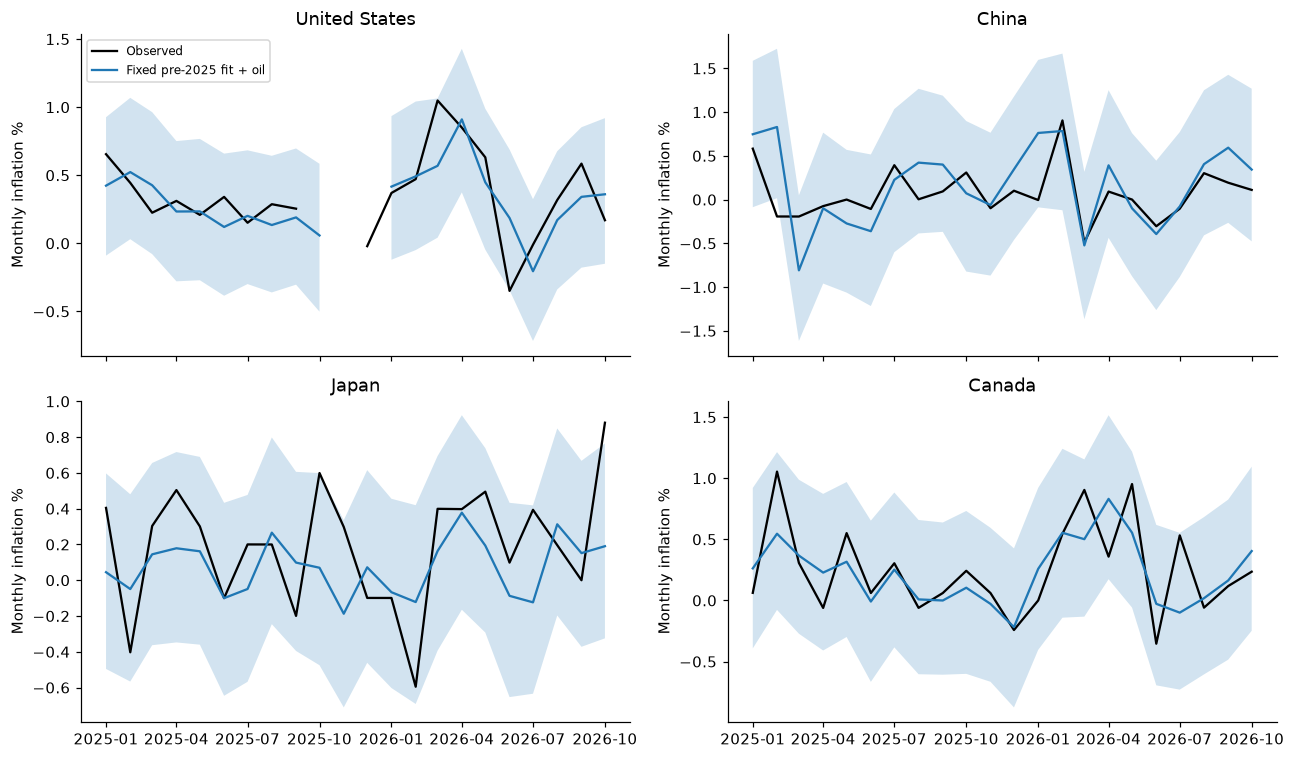 United States
China
1.5
1.0
0.5
0.0
−0.5
Monthly inflation %
Observed
Fixed pre-2025 fit + oil
1.5
1.0
0.5
0.0
−0.5
−1.0
−1.5
Monthly inflation %
Japan
Canada
1.0
0.8
0.6
0.4
0.2
0.0
−0.2
−0.4
−0.6
Monthly inflation %
2025-01 2025-04 2025-07 2025-10 2026-01 2026-04 2026-07 2026-10
1.5
1.0
0.5
0.0
−0.5
Monthly inflation %
2025-01 2025-04 2025-07 2025-10 2026-01 2026-04 2026-07 2026-10